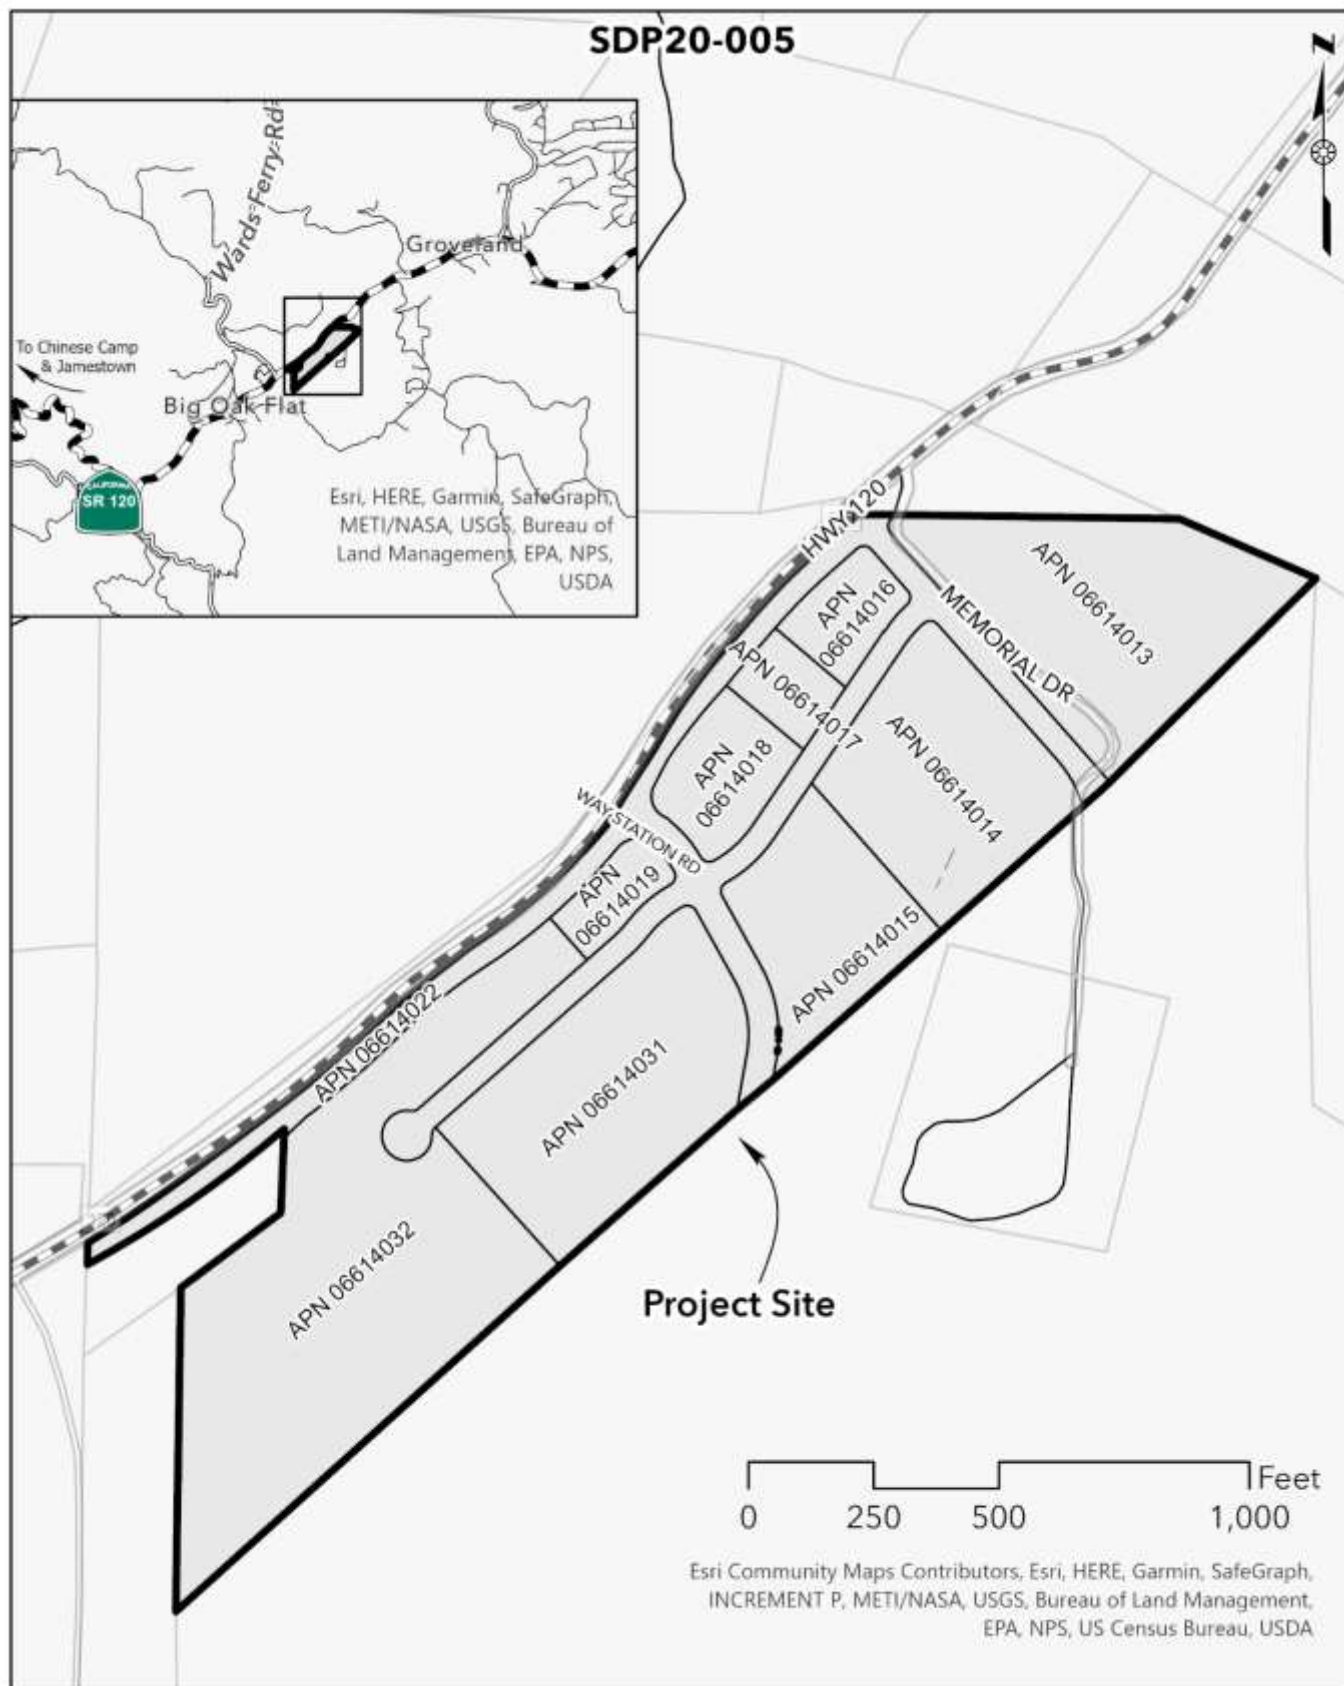 SDP20-005
N
Wards Ferry Rd
Groveland
To Chinese Camp
& Jamestown
Big Oak Flat
CALIFORNIA
SR 120
Esri, HERE, Garmin, SafeGraph,
METI/NASA, USGS, Bureau of
Land Management, EPA, NPS,
USDA
HWY 120
APN 06614013
APN
06614016
MEMORIAL DR
APN 06614017
APN 06614014
APN
06614018
WAY STATION RD
APN
06614019
APN 06614015
APN 06614022
APN 06614031
APN 06614032
Project Site
Feet
0 250 500 1,000
Esri Community Maps Contributors, Esri, HERE, Garmin, SafeGraph,
INCREMENT P, METI/NASA, USGS, Bureau of Land Management,
EPA, NPS, US Census Bureau, USDA